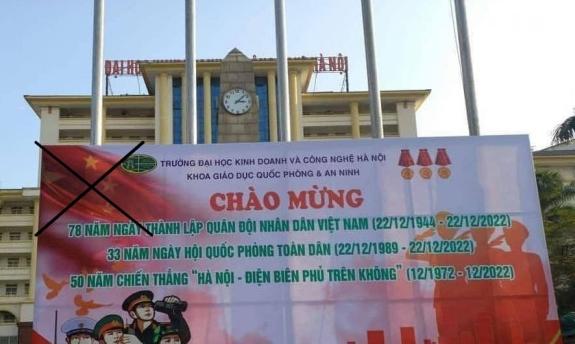 ĐẠI HỌ HÀ NỘI
TRƯỜNG ĐẠI HỌC KINH DOANH VÀ CÔNG NGHỆ HÀ NỘI
KHOA GIÁO DỤC QUỐC PHÒNG & AN NINH
CHÀO MỪNG
78 NĂM NGÀY THÀNH LẬP QUÂN ĐỘI NHÂN DÂN VIỆT NAM (22/12/1944 - 22/12/2022)
33 NĂM NGÀY HỘI QUỐC PHÒNG TOÀN DÂN (22/12/1989 - 22/12/2022)
50 NĂM CHIẾN THẮNG "HÀ NỘI - ĐIỆN BIÊN PHỦ TRÊN KHÔNG" (12/1972 - 12/2022)